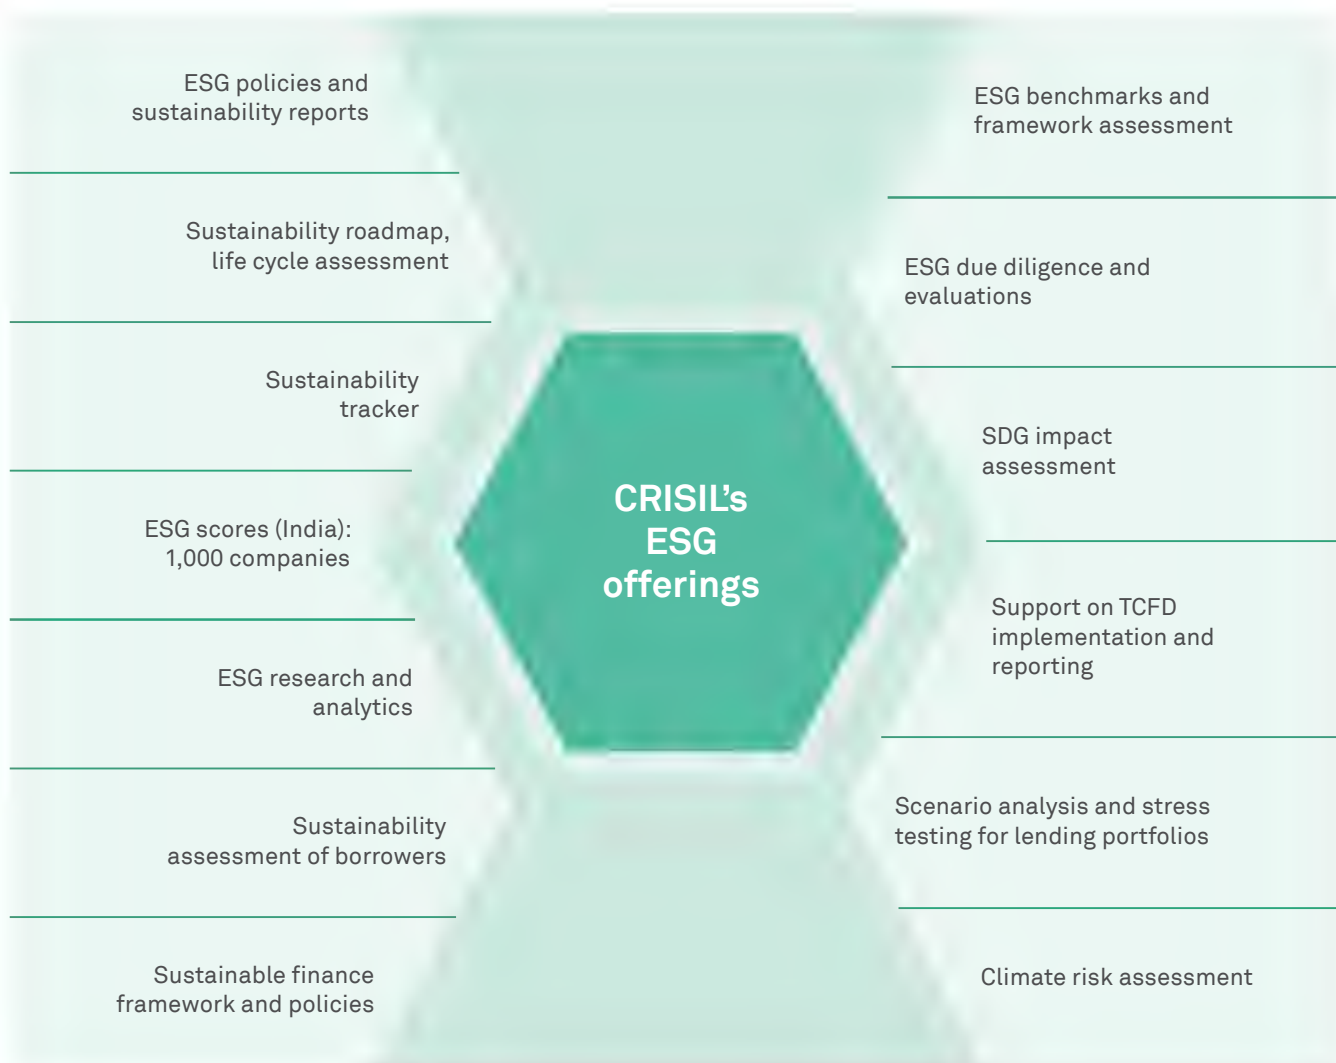 ESG policies and
sustainability reports
Sustainability roadmap,
life cycle assessment
Sustainability
tracker
ESG scores (India):
1,000 companies
ESG research and
analytics
Sustainability
assessment of borrowers
Sustainable finance
framework and policies
CRISIL's
ESG
offerings
ESG benchmarks and
framework assessment
ESG due diligence and
evaluations
SDG impact
assessment
Support on TCFD
implementation and
reporting
Scenario analysis and stress
testing for lending portfolios
Climate risk assessment